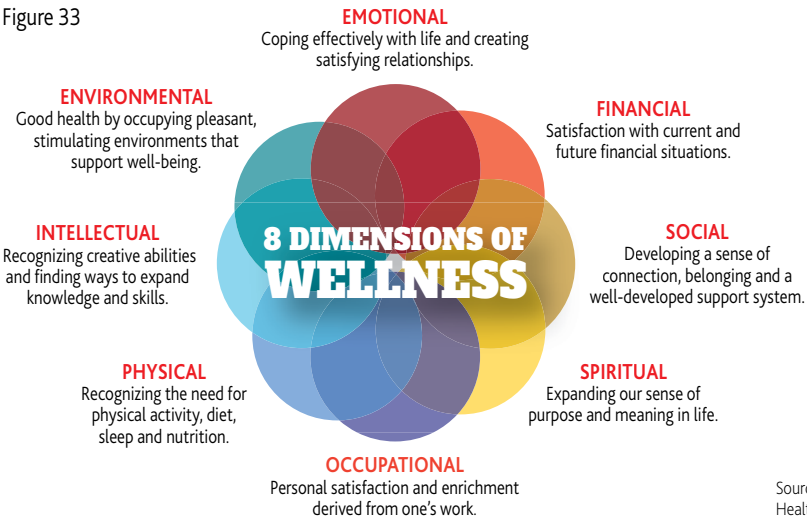 Figure 33
EMOTIONAL
Coping effectively with life and creating
satisfying relationships.
ENVIRONMENTAL
Good health by occupying pleasant,
stimulating environments that
support well-being.
FINANCIAL
Satisfaction with current and
future financial situations.
INTELLECTUAL
Recognizing creative abilities
and finding ways to expand
knowledge and skills.
8 DIMENSIONS OF
WELLNESS
SOCIAL
Developing a sense of
connection, belonging and a
well-developed support system.
PHYSICAL
Recognizing the need for
physical activity, diet,
sleep and nutrition.
SPIRITUAL
Expanding our sense of
purpose and meaning in life.
OCCUPATIONAL
Personal satisfaction and enrichment
derived from one's work.